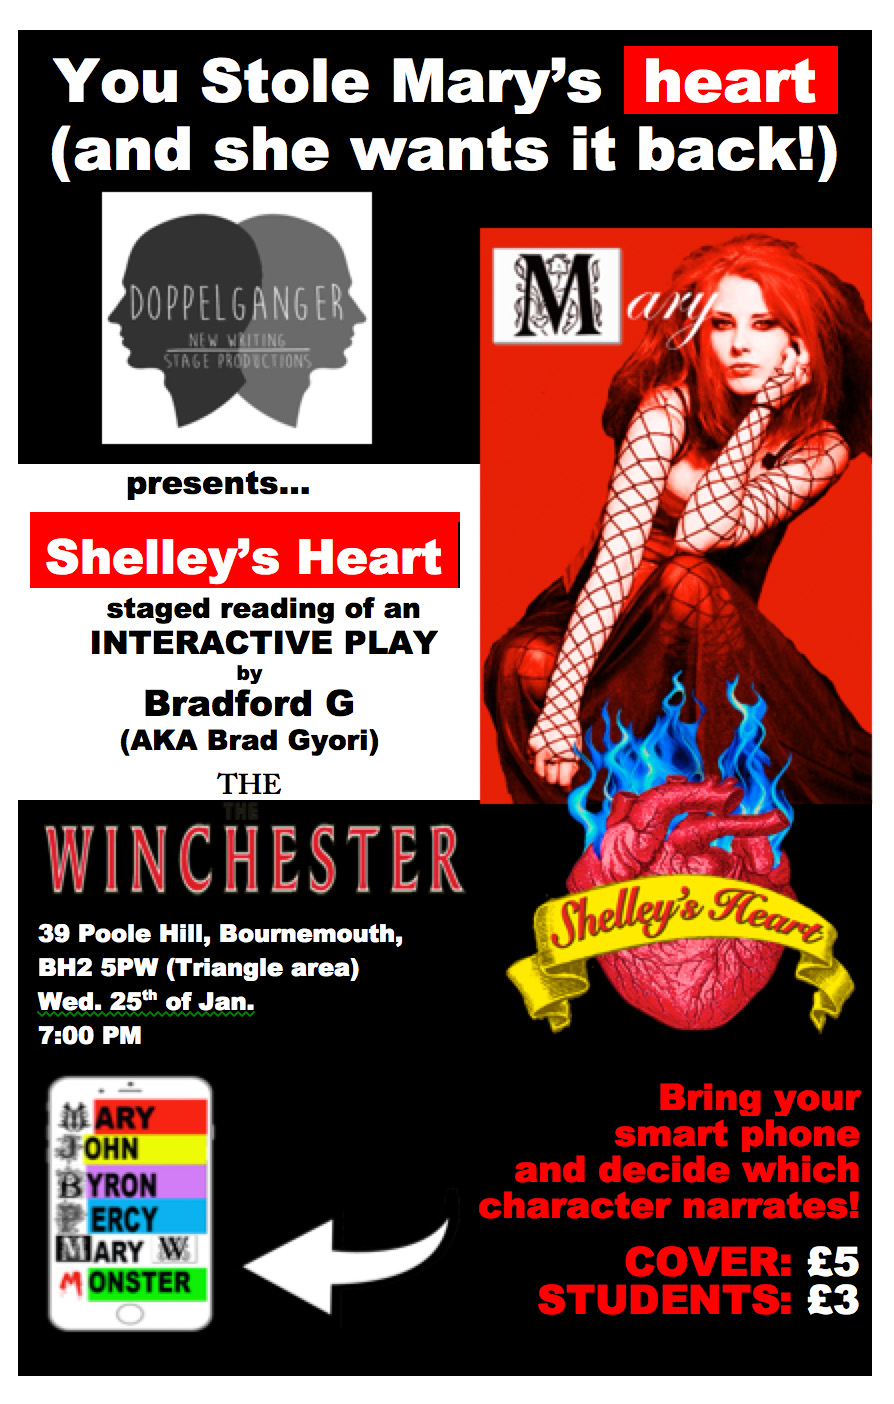 You Stole Mary’s heart
(and she wants it back!)
DOPPELGANGER
NEW WRITING
STAGE PRODUCTIONS
Mary
presents...
Shelley’s Heart
staged reading of an
INTERACTIVE PLAY
by
Bradford G
(AKA Brad Gyori)
THE
THE
WINCHESTER
39 Poole Hill, Bournemouth,
BH2 5PW (Triangle area)
Wed. 25th of Jan.
7:00 PM
Shelley’s Heart
MARY
JOHN
BYRON
PERCY
MARY W
MONSTER
Bring your
smart phone
and decide which
character narrates!
COVER: £5
STUDENTS: £3